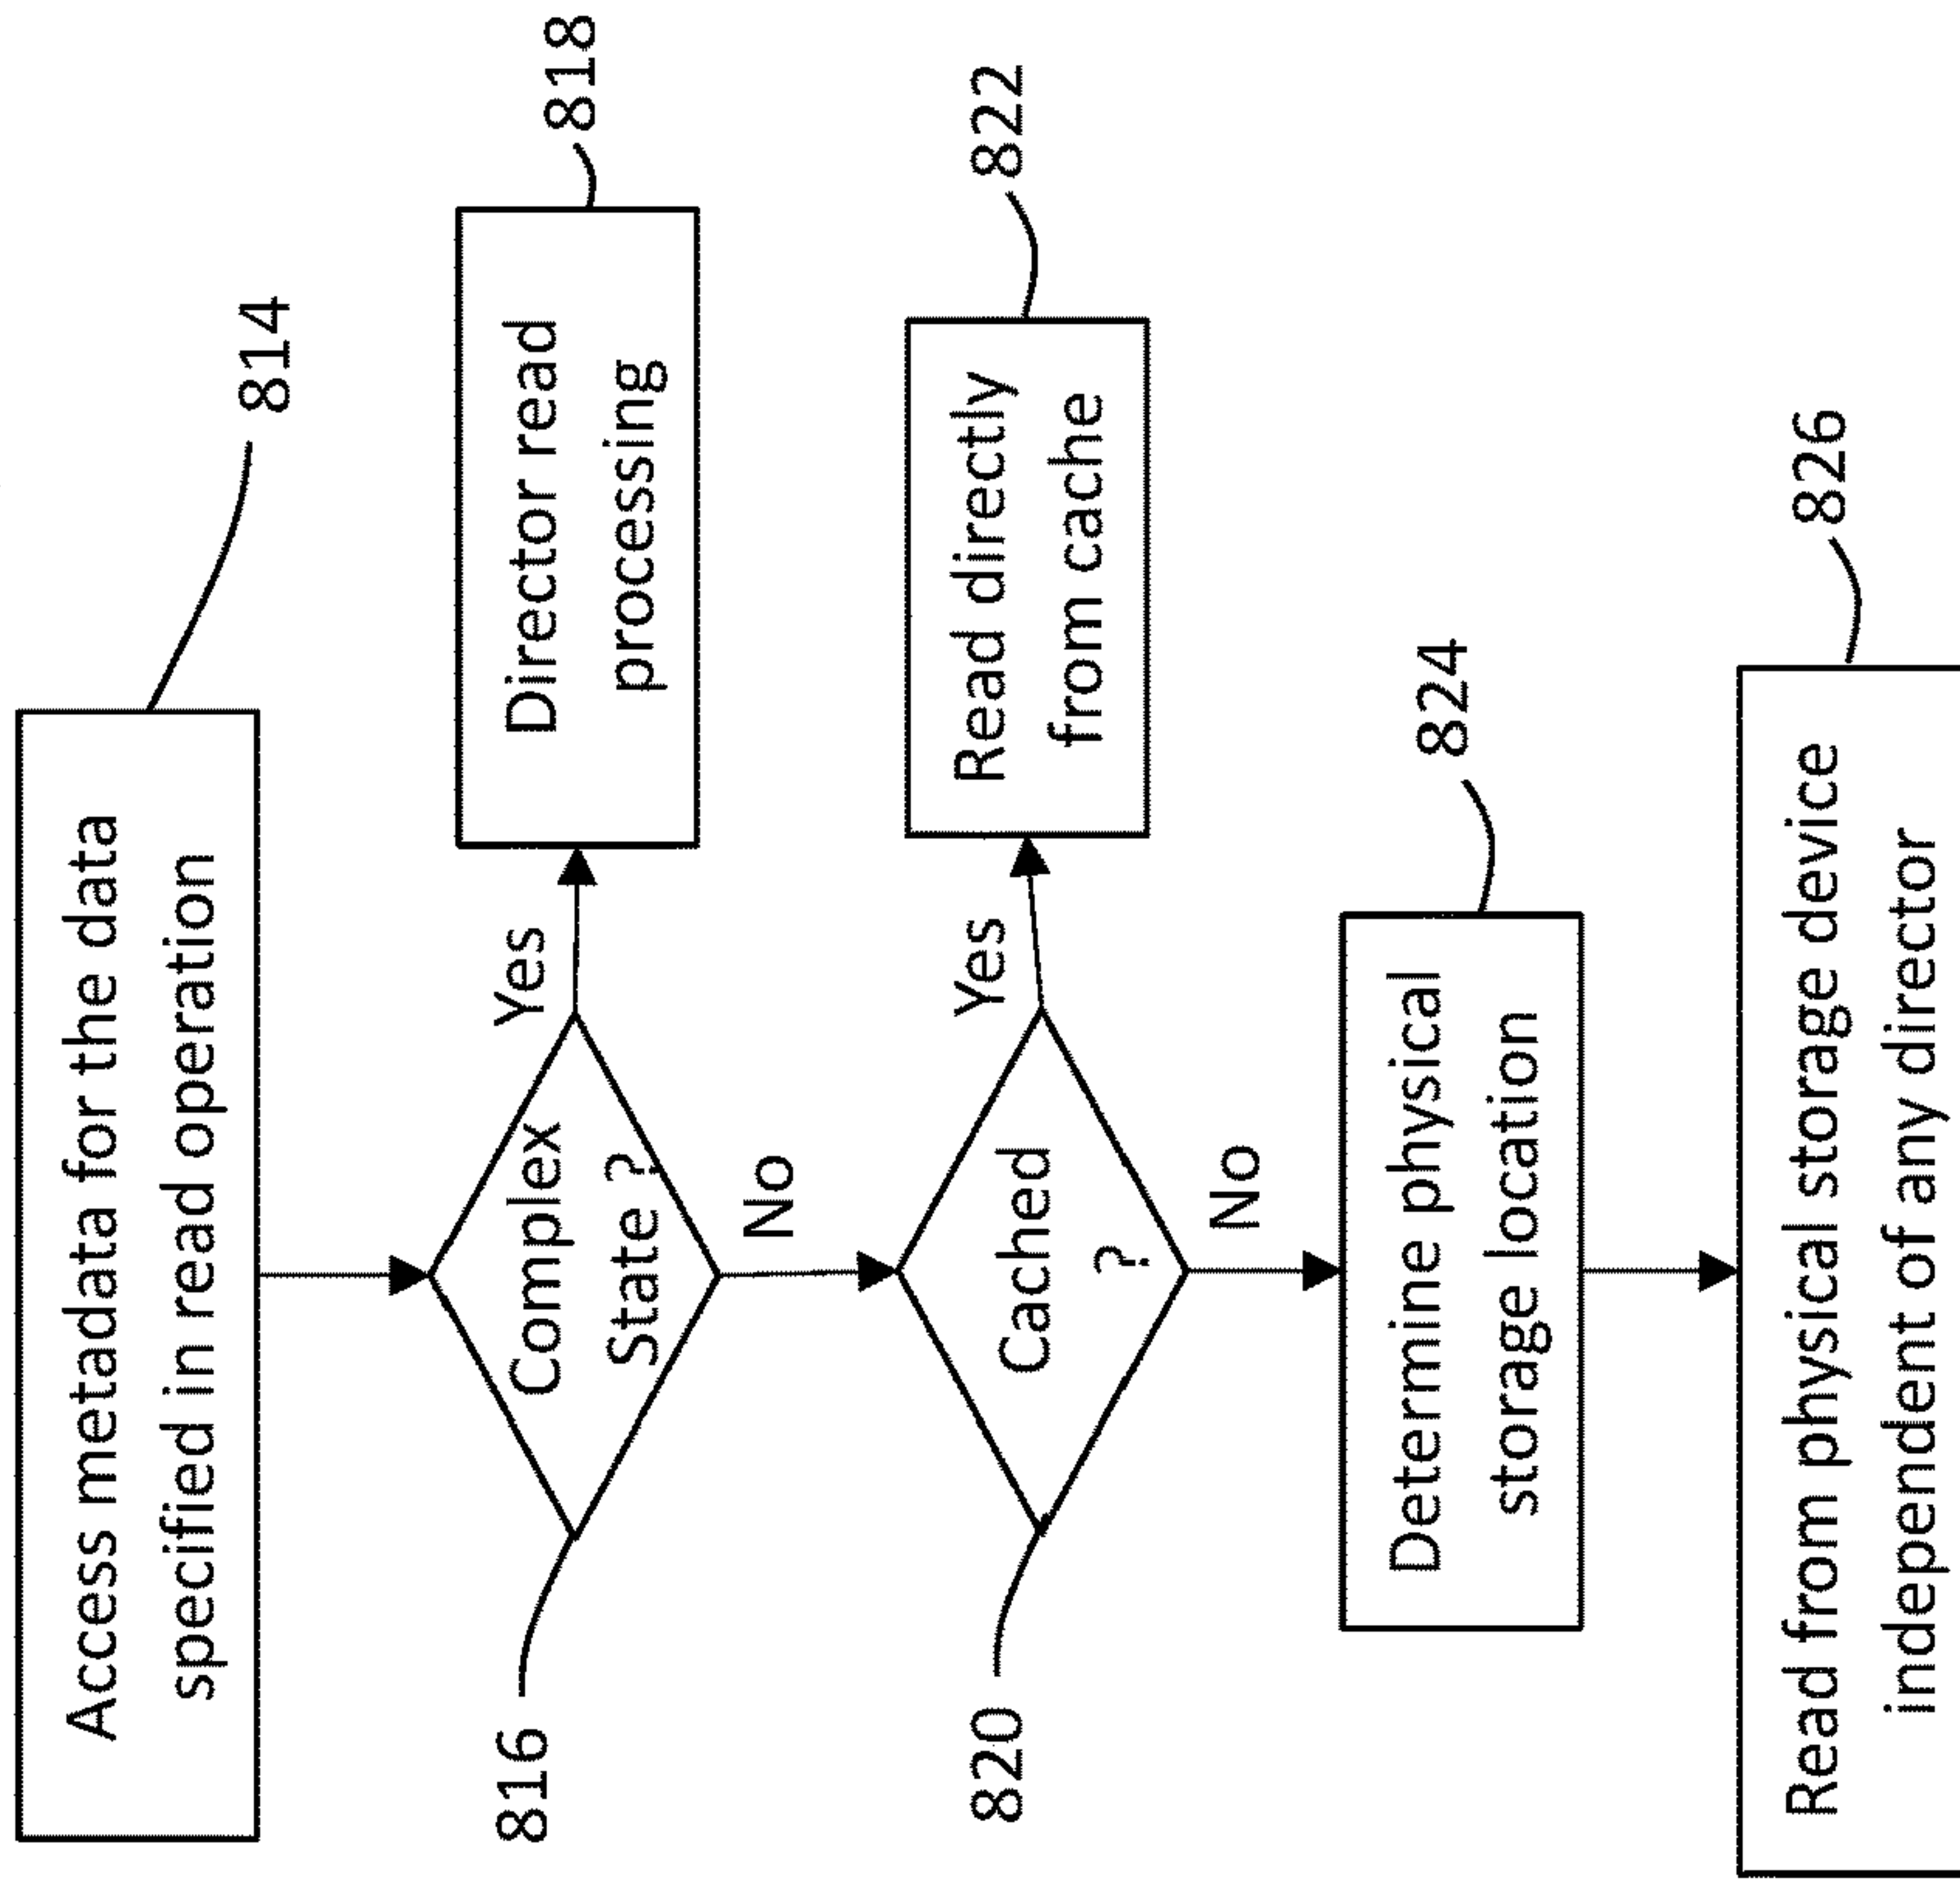 Access metadata for the data
specified in read operation
814
816
Complex
State ?
Yes
Director read
processing
818
No
820
Cached
?
Yes
Read directly
from cache
822
No
Determine physical
storage location
824
Read from physical storage device
independent of any director
826